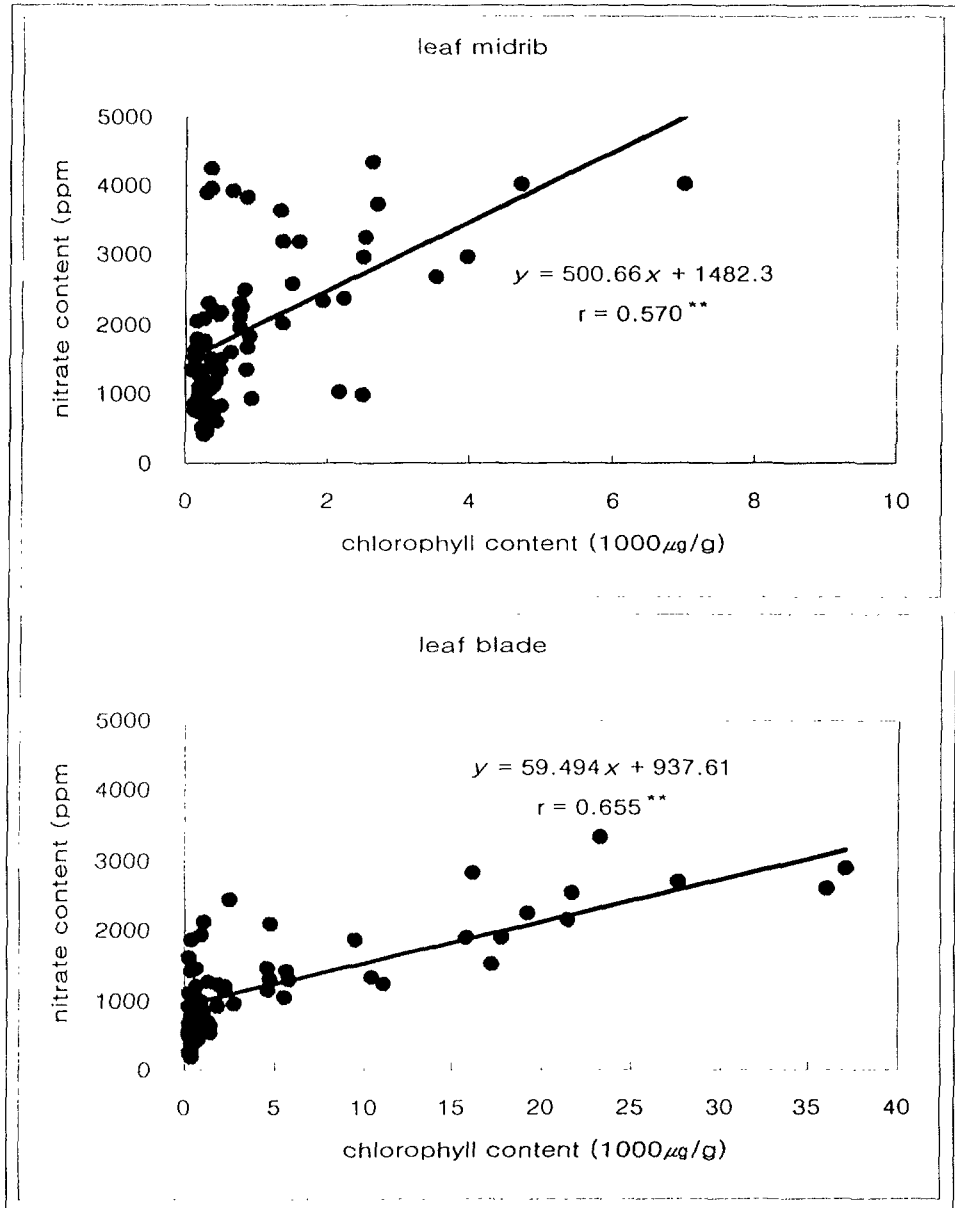 leaf midrib
5000
4000
3000
2000
1000
0
nitrate content (ppm
y = 500.66x + 1482.3
r = 0.570**
0 2 4 6 8 10
chlorophyll content (1000μg/g)
leaf blade
5000
4000
3000
2000
1000
0
nitrate content (ppm
y = 59.494x + 937.61
r = 0.655**
0 5 10 15 20 25 30 35 40
chlorophyll content (1000μg/g)